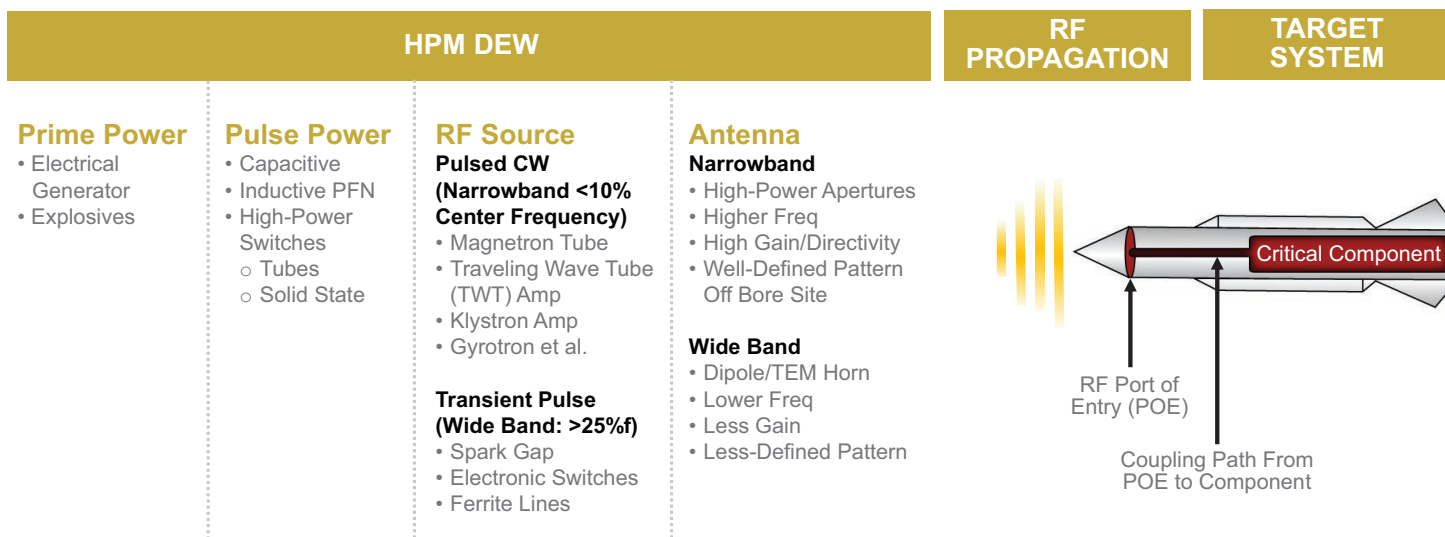 HPM DEW
RF
PROPAGATION
TARGET
SYSTEM
Prime Power
• Electrical
Generator
• Explosives
Pulse Power
• Capacitive
• Inductive PFN
• High-Power
Switches
○ Tubes
○ Solid State
RF Source
Pulsed CW
(Narrowband <10%
Center Frequency)
• Magnetron Tube
• Traveling Wave Tube
(TWT) Amp
• Klystron Amp
• Gyrotron et al.
Transient Pulse
(Wide Band: >25%f)
• Spark Gap
• Electronic Switches
• Ferrite Lines
Antenna
Narrowband
• High-Power Apertures
• Higher Freq
• High Gain/Directivity
• Well-Defined Pattern
Off Bore Site
Wide Band
• Dipole/TEM Horn
• Lower Freq
• Less Gain
• Less-Defined Pattern
Critical Component
RF Port of
Entry (POE)
Coupling Path From
POE to Component